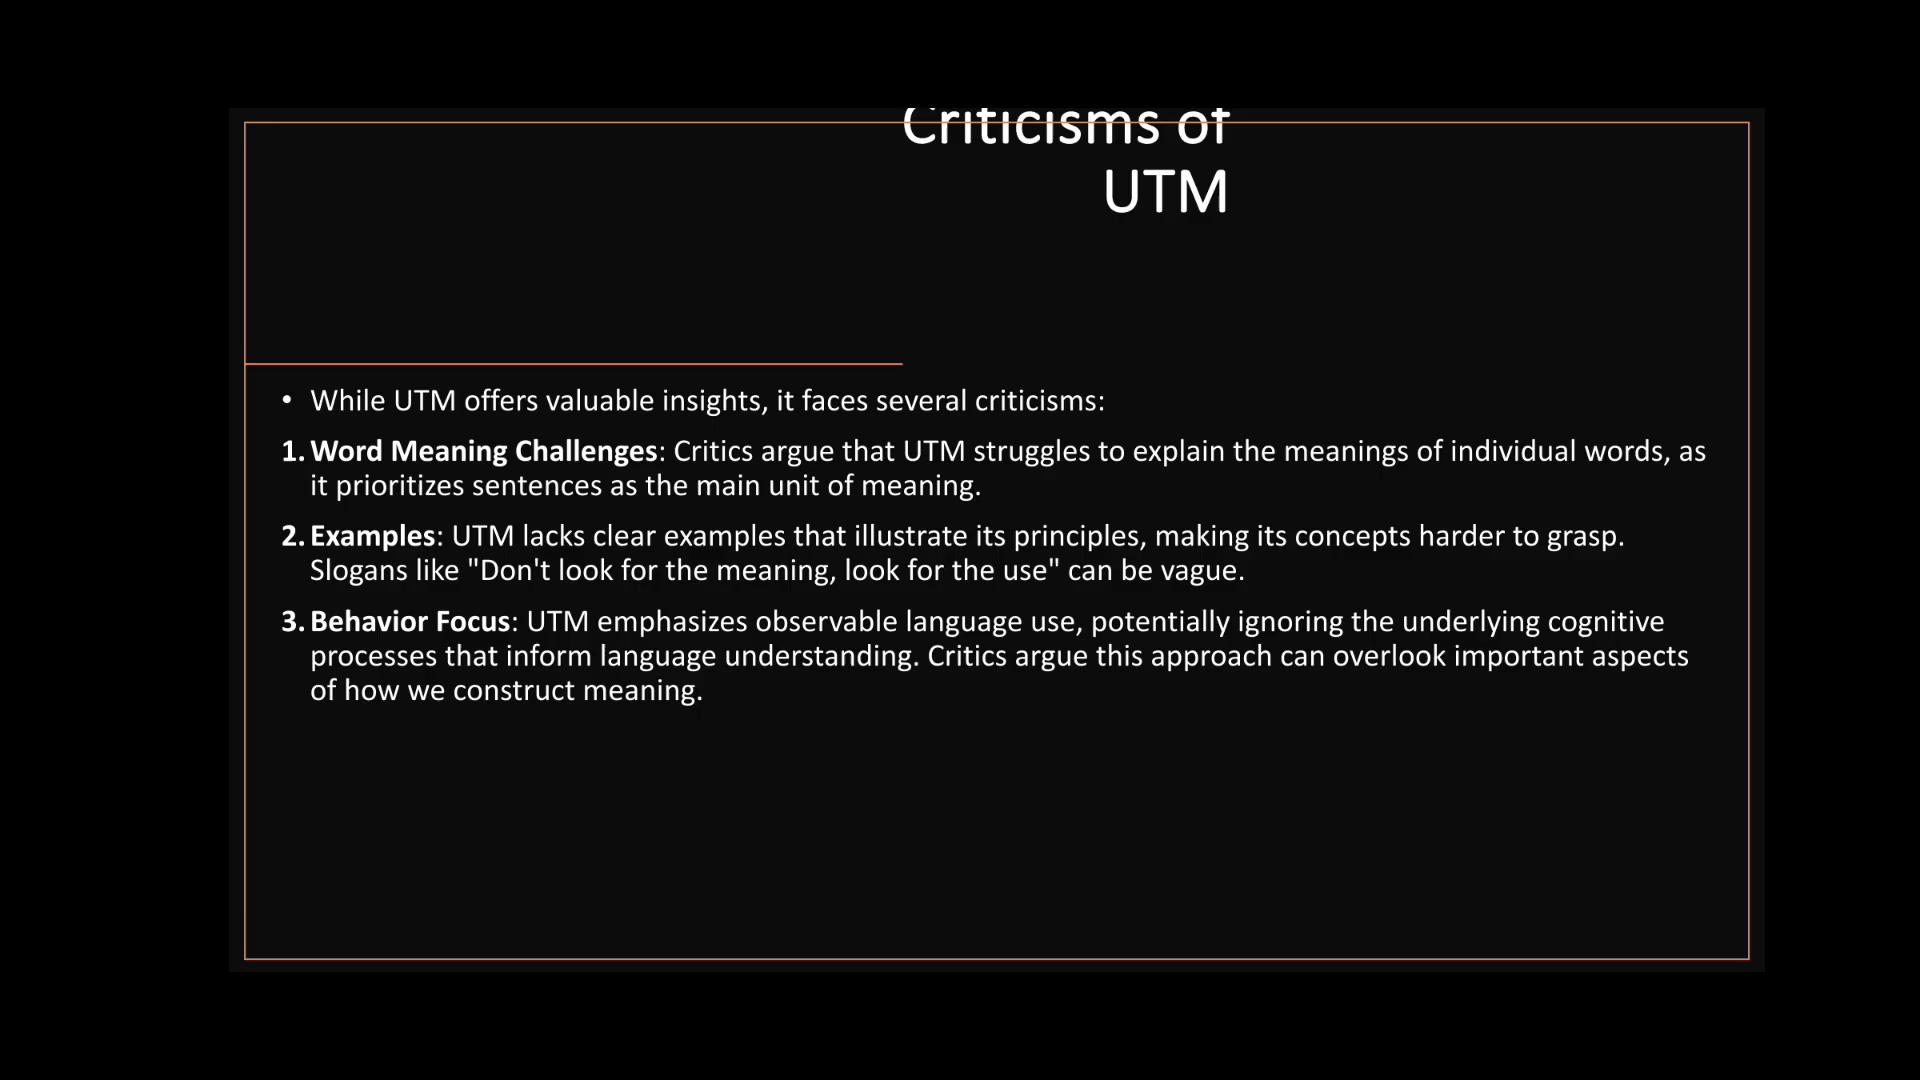 Criticisms of
UTM
• While UTM offers valuable insights, it faces several criticisms:
1. Word Meaning Challenges: Critics argue that UTM struggles to explain the meanings of individual words, as
it prioritizes sentences as the main unit of meaning.
2. Examples: UTM lacks clear examples that illustrate its principles, making its concepts harder to grasp.
Slogans like "Don't look for the meaning, look for the use" can be vague.
3. Behavior Focus: UTM emphasizes observable language use, potentially ignoring the underlying cognitive
processes that inform language understanding. Critics argue this approach can overlook important aspects
of how we construct meaning.